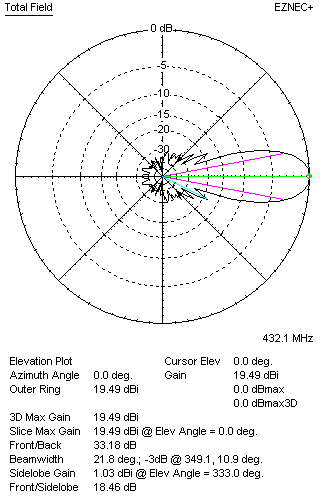 Total Field EZNEC+
0 dB
-5
-10
-15
-20
-30
432.1 MHz
Elevation Plot Cursor Elev 0.0 deg.
Azimuth Angle 0.0 deg. Gain 19.49 dBi
Outer Ring 19.49 dBi 0.0 dBmax
0.0 dBmax3D
3D Max Gain 19.49 dBi
Slice Max Gain 19.49 dBi @ Elev Angle = 0.0 deg.
Front/Back 33.18 dB
Beamwidth 21.8 deg.; -3dB @ 349.1, 10.9 deg.
Sidelobe Gain 1.03 dBi @ Elev Angle = 333.0 deg.
Front/Sidelobe 18.46 dB